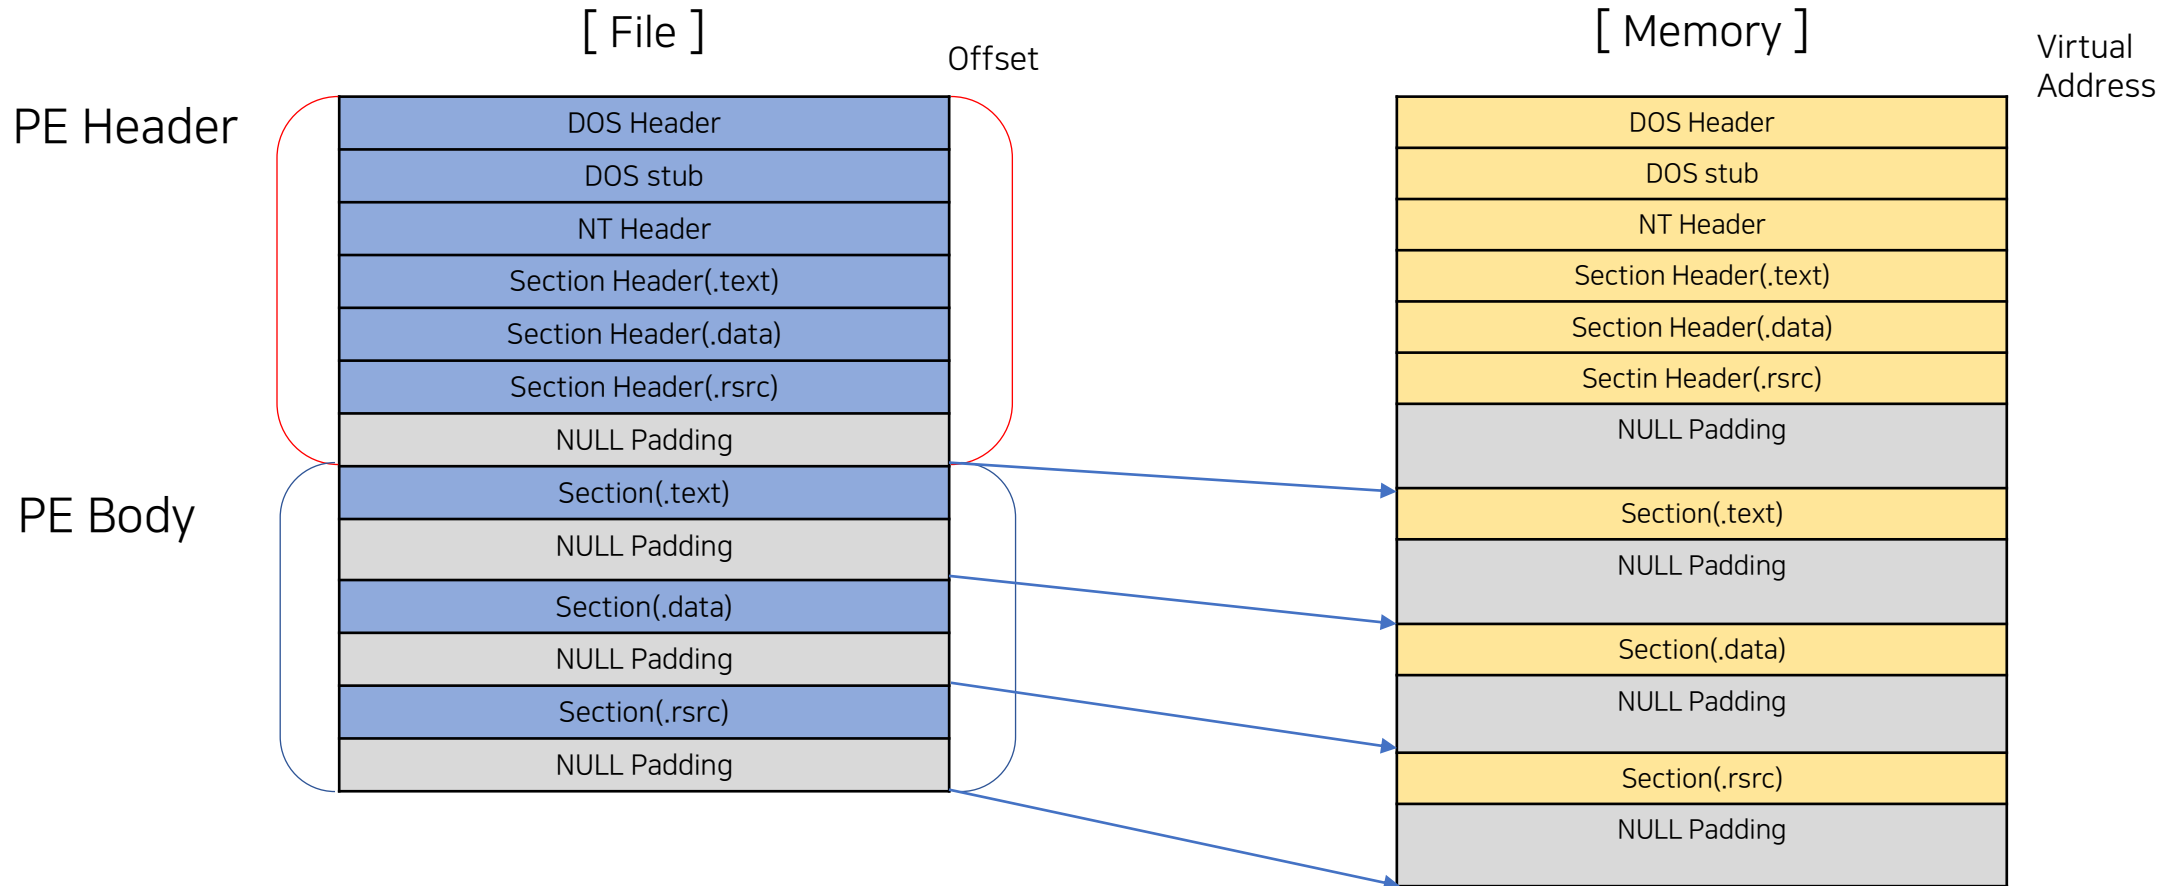 [ File ]
Offset
PE Header
DOS Header
DOS stub
NT Header
Section Header(.text)
Section Header(.data)
Section Header(.rsrc)
NULL Padding
PE Body
Section(.text)
NULL Padding
Section(.data)
NULL Padding
Section(.rsrc)
NULL Padding
[ Memory ]
Virtual
Address
DOS Header
DOS stub
NT Header
Section Header(.text)
Section Header(.data)
Sectin Header(.rsrc)
NULL Padding
Section(.text)
NULL Padding
Section(.data)
NULL Padding
Section(.rsrc)
NULL Padding